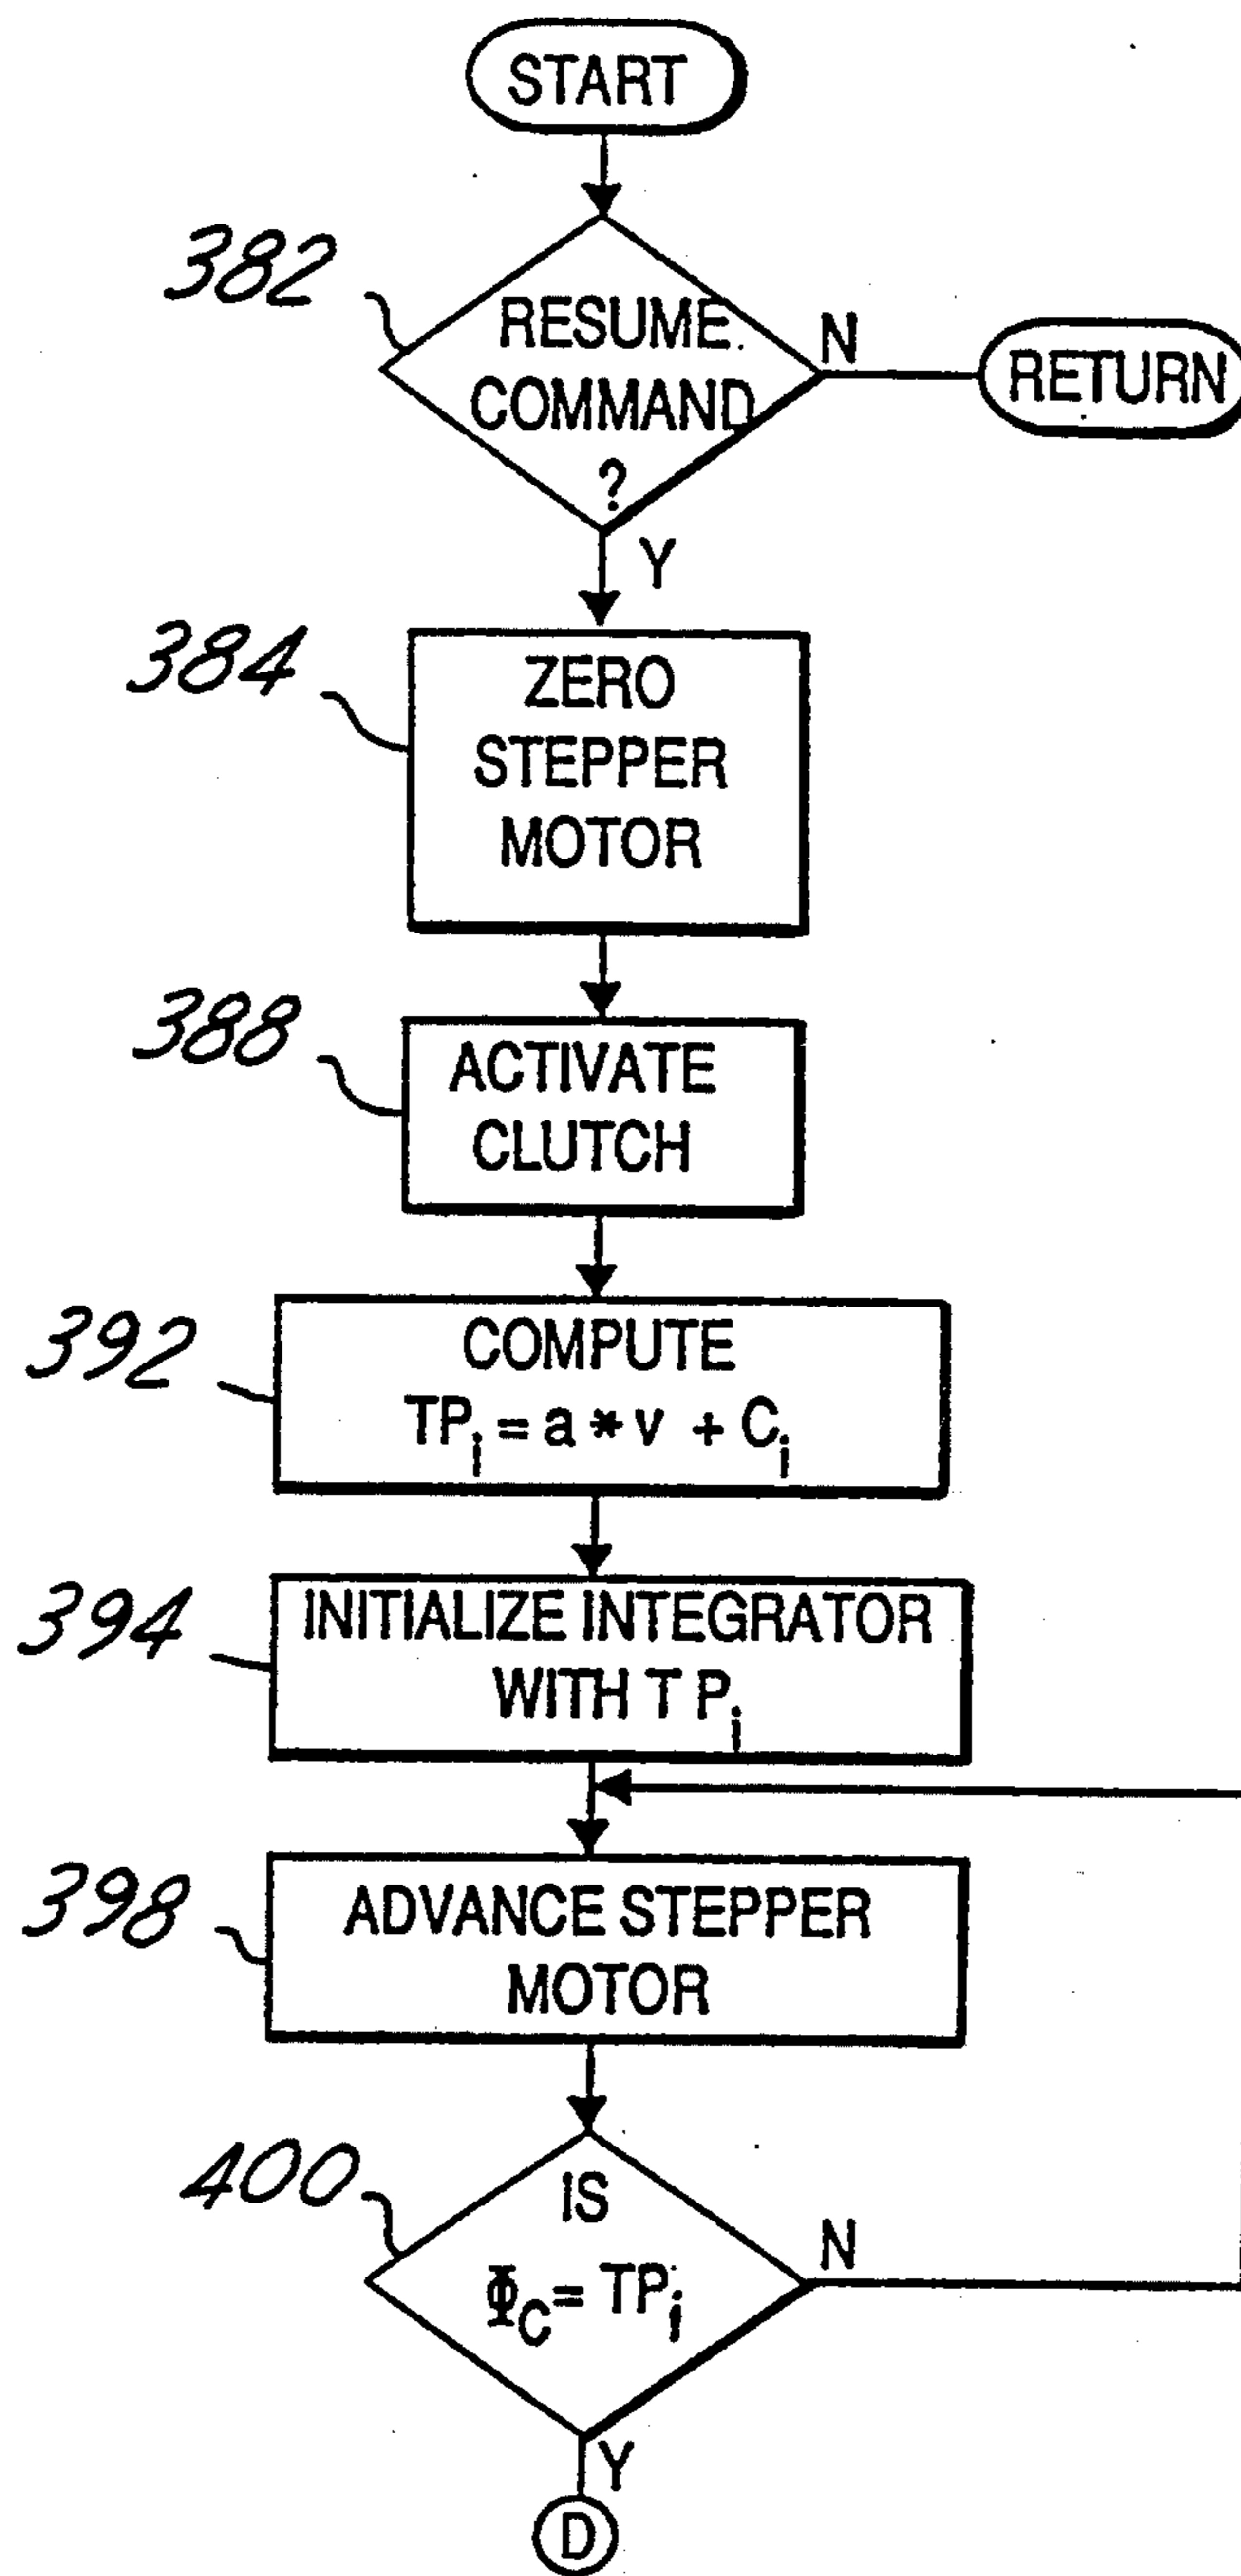 START
382
RESUME
COMMAND
?
N
RETURN
Y
384
ZERO
STEPPER
MOTOR
388
ACTIVATE
CLUTCH
392
COMPUTE
TPᵢ = a * v + Cᵢ
394
INITIALIZE INTEGRATOR
WITH T Pᵢ
398
ADVANCE STEPPER
MOTOR
400
IS
Φ_C = TPᵢ
N
Y
D